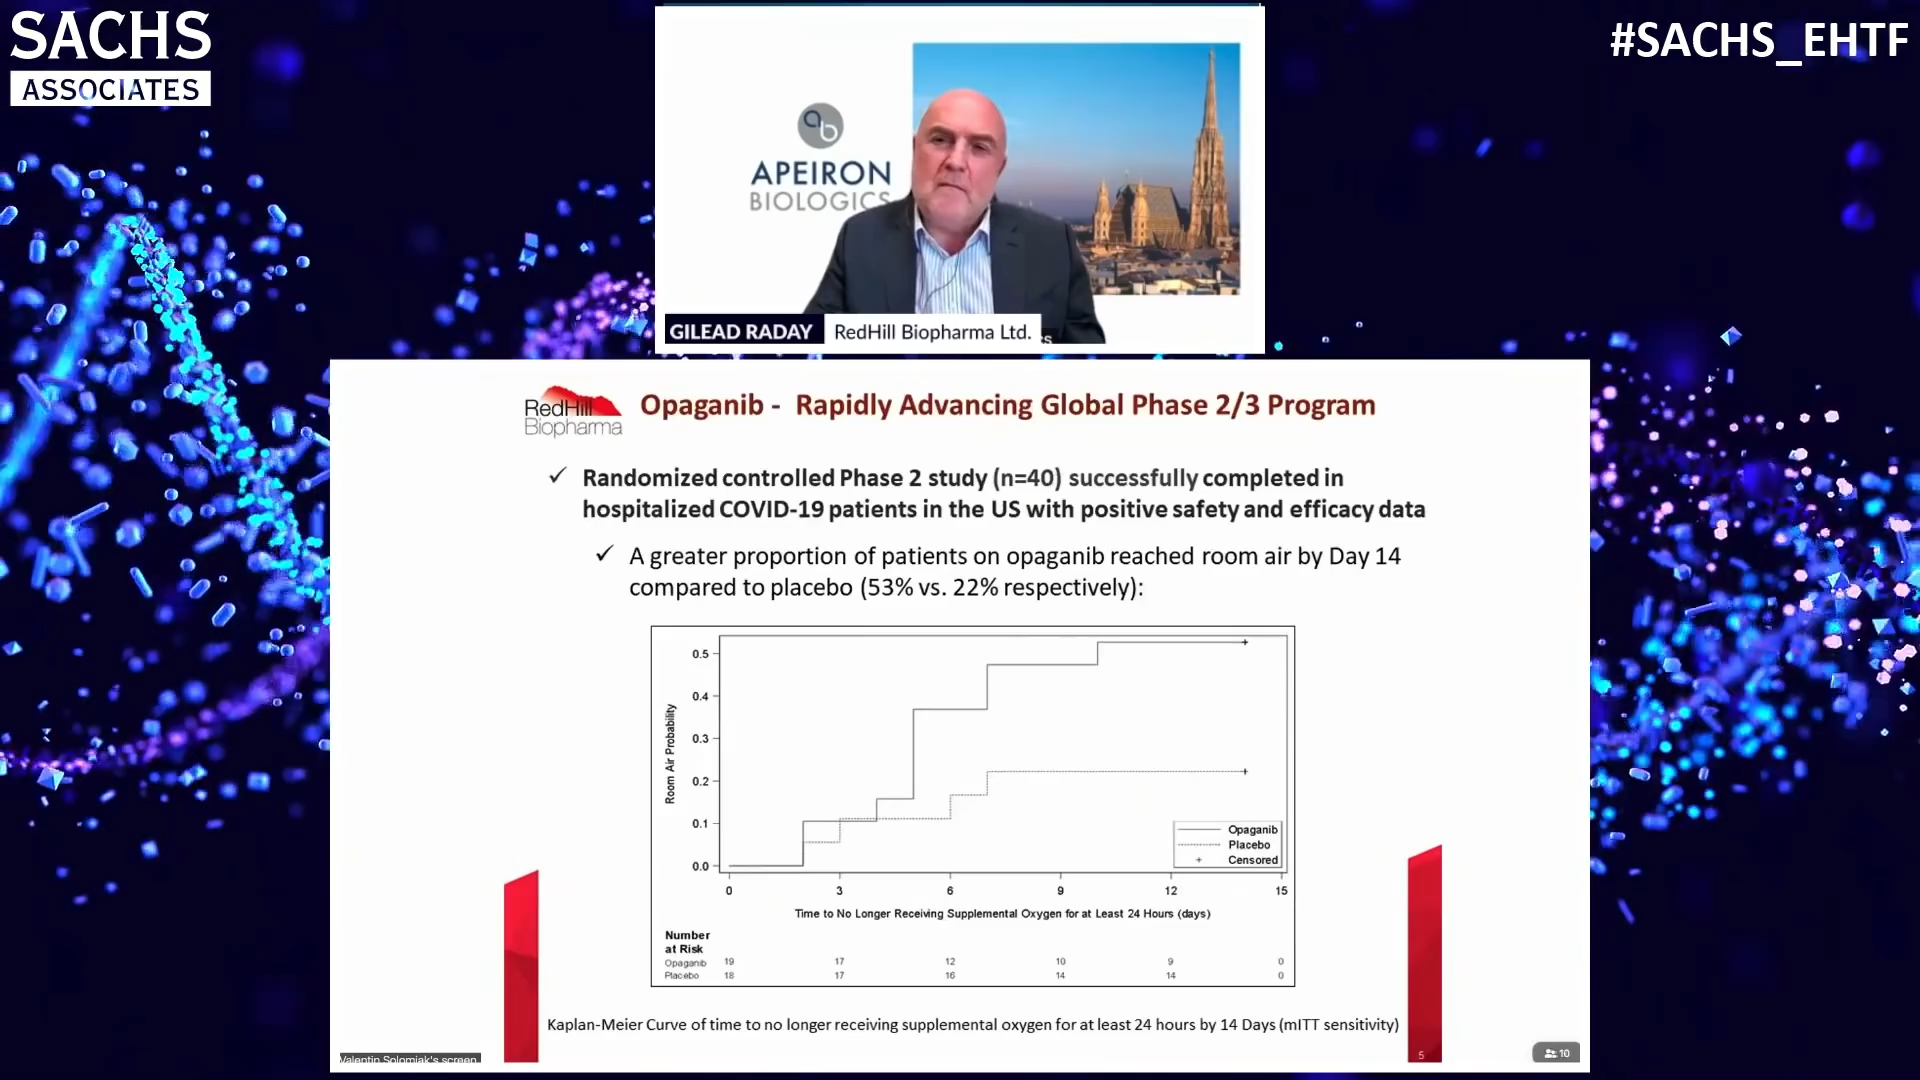 SACHS
ASSOCIATES
#SACHS_EHTF
ab
APEIRON
BIOLOGICS
GILEAD RADAY
RedHill Biopharma Ltd.
RedHill
Biopharma
Opaganib - Rapidly Advancing Global Phase 2/3 Program
✓ Randomized controlled Phase 2 study (n=40) successfully completed in
hospitalized COVID-19 patients in the US with positive safety and efficacy data
✓ A greater proportion of patients on opaganib reached room air by Day 14
compared to placebo (53% vs. 22% respectively):
Room Air Probability
0.5
0.4
0.3
0.2
0.1
0.0
Opaganib
Placebo
+ Censored
0 3 6 9 12 15
Time to No Longer Receiving Supplemental Oxygen for at Least 24 Hours (days)
Number
at Risk
Opaganib 19 17 12 10 9 0
Placebo 18 17 16 14 14 0
Kaplan-Meier Curve of time to no longer receiving supplemental oxygen for at least 24 hours by 14 Days (mITT sensitivity)
Valentin Solomiak's screen
5
10